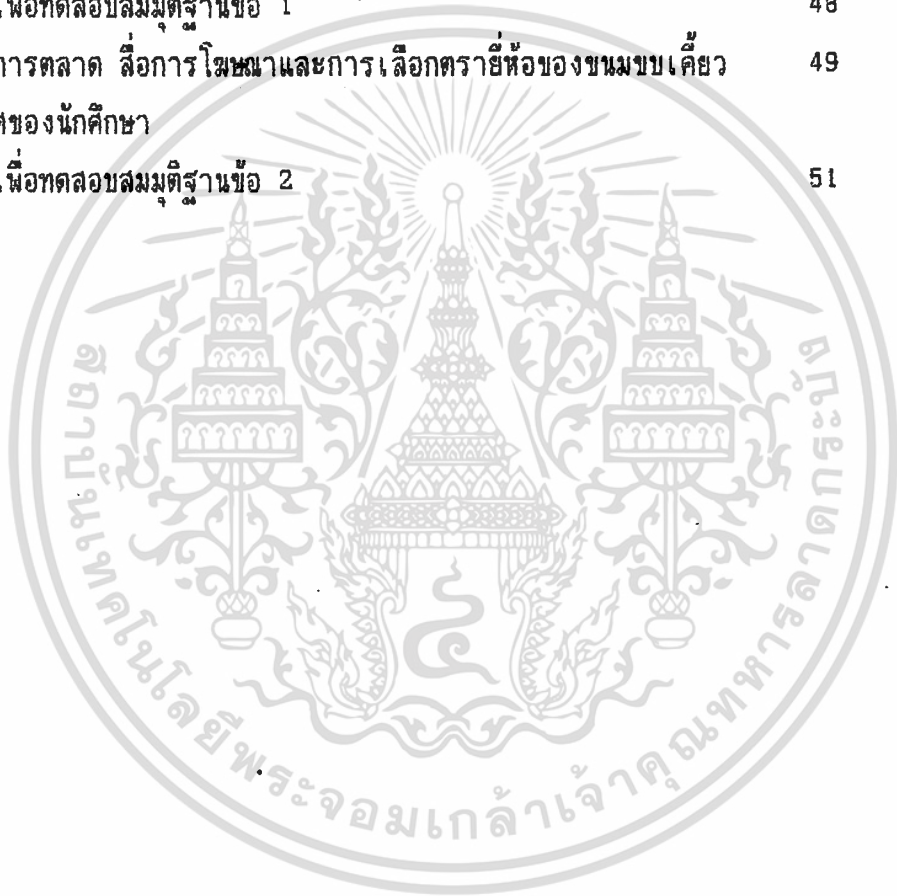 เพื่อทดสอบสมมุติฐานข้อ 1 48
การตลาด สื่อการโฆษณาและการเลือกตรายี่ห้อของขนมขบเคี้ยว 49
ของนักศึกษา
เพื่อทดสอบสมมุติฐานข้อ 2 51
สถาบันเทคโนโลยีพระจอมเกล้าเจ้าคุณทหารลาดกระบัง